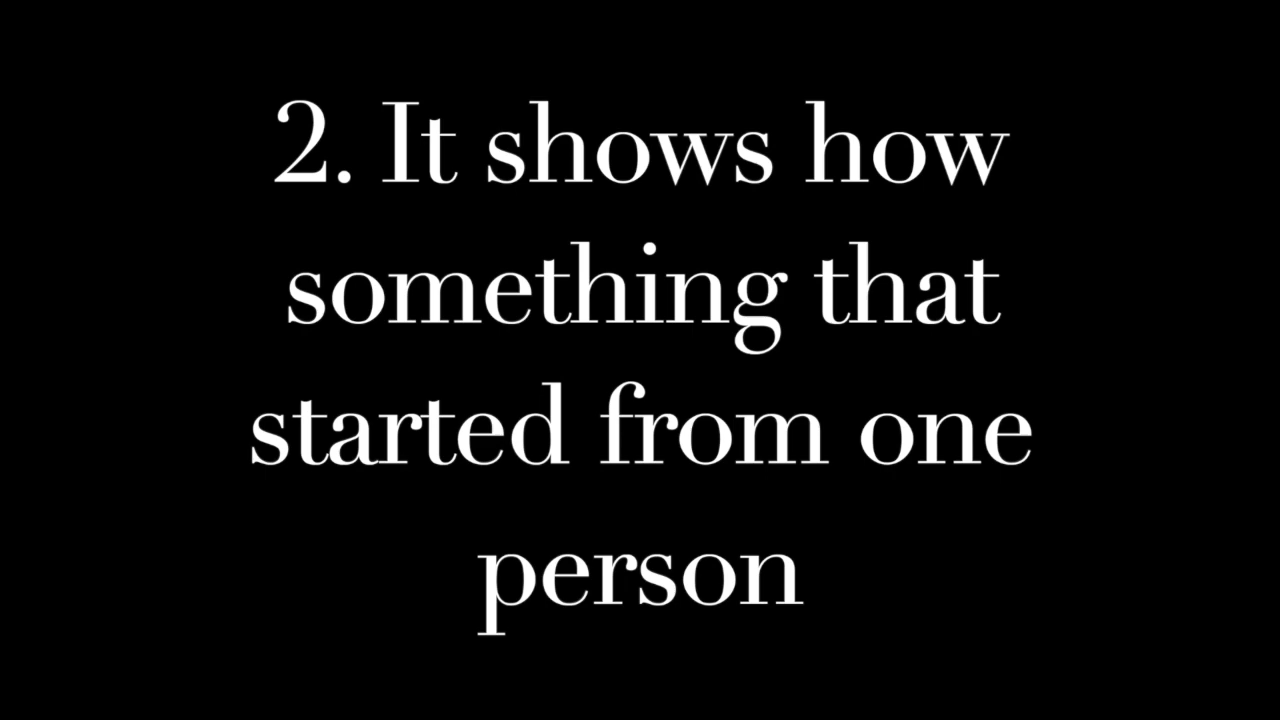 2. It shows how
something that
started from one
person